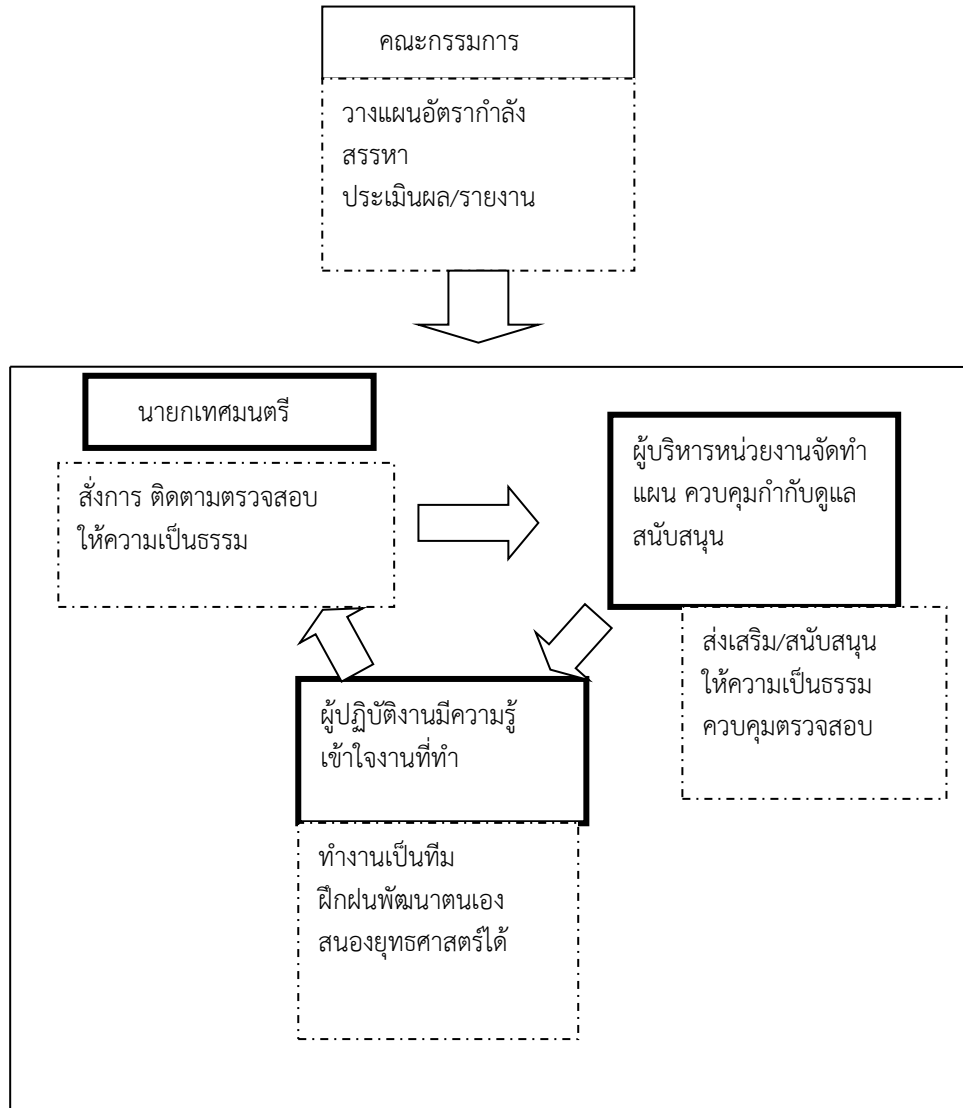 คณะกรรมการ
วางแผนอัตรากำลัง
สรรหา
ประเมินผล/รายงาน
นายกเทศมนตรี
สั่งการ ติดตามตรวจสอบ
ให้ความเป็นธรรม
ผู้บริหารหน่วยงานจัดทำ
แผน ควบคุมกำกับดูแล
สนับสนุน
ส่งเสริม/สนับสนุน
ให้ความเป็นธรรม
ควบคุมตรวจสอบ
ผู้ปฏิบัติงานมีความรู้
เข้าใจงานที่ทำ
ทำงานเป็นทีม
ฝึกฝนพัฒนาตนเอง
สนองยุทธศาสตร์ได้